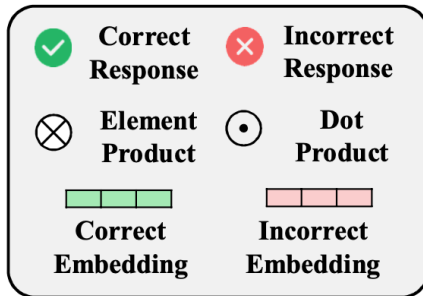 Correct
Response
Incorrect
Response
Element
Product
Dot
Product
Correct
Embedding
Incorrect
Embedding